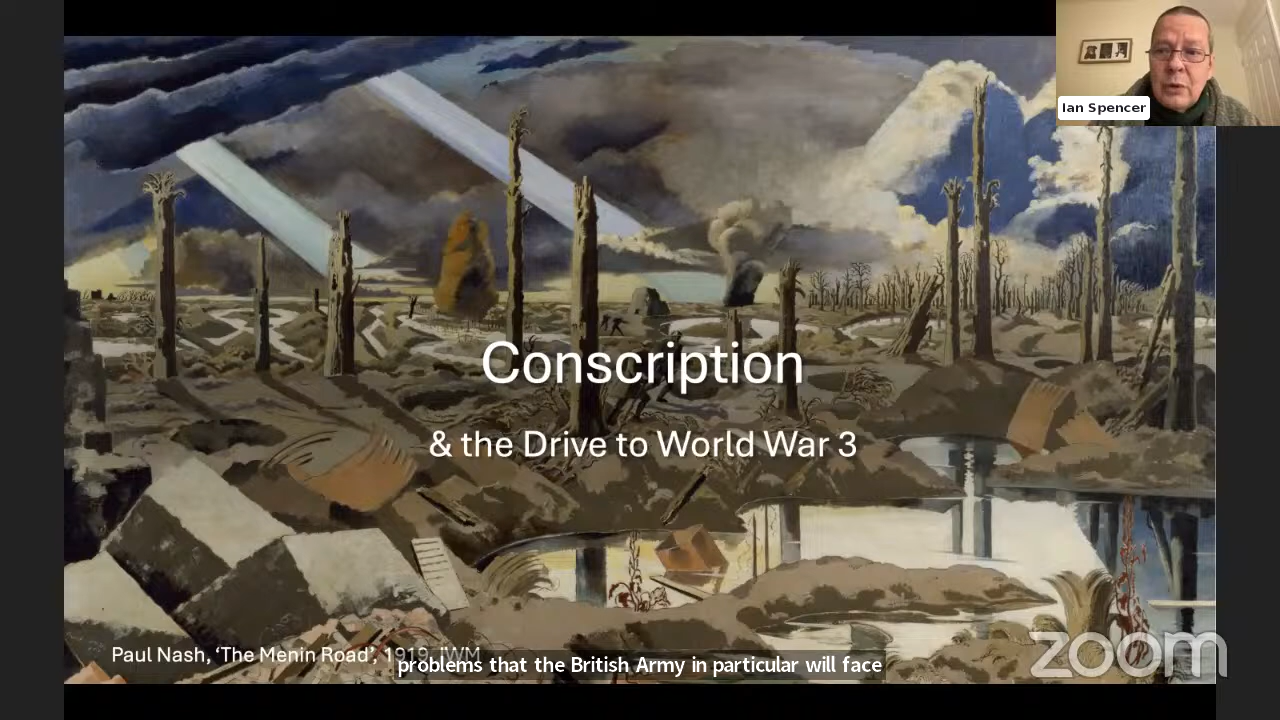 Ian Spencer
Conscription
& the Drive to World War 3
Paul Nash, ‘The Menin Road’, 1919, IWM
problems that the British Army in particular will face
zoom